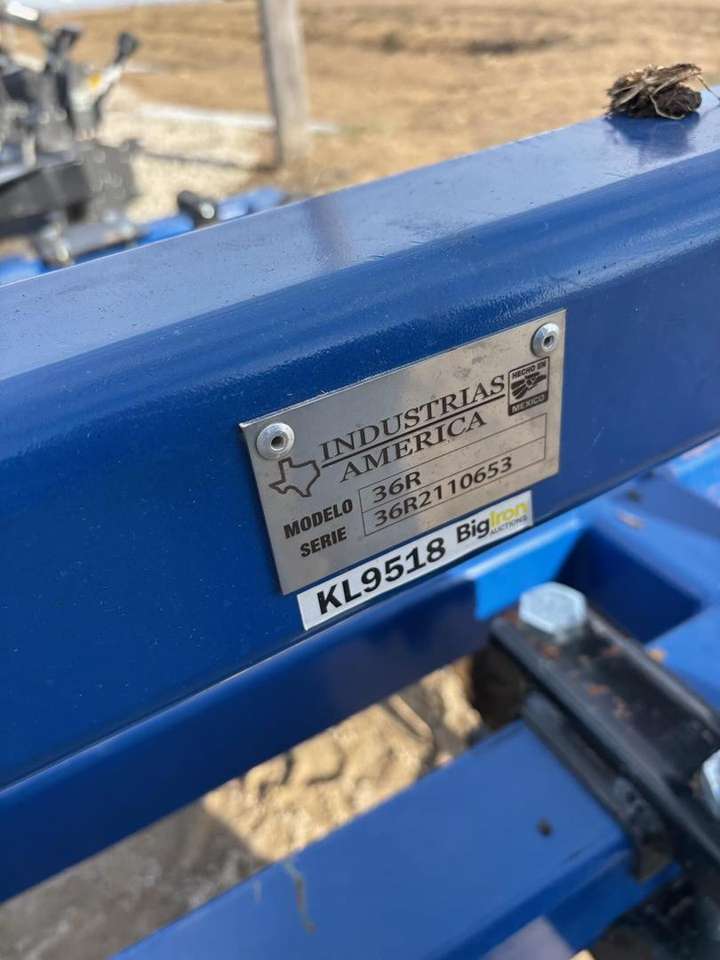 INDUSTRIAS
AMERICA
HECHO EN
MEXICO
MODELO 36R
SERIE 36R2110653
KL9518 BigIron
AUCTIONS